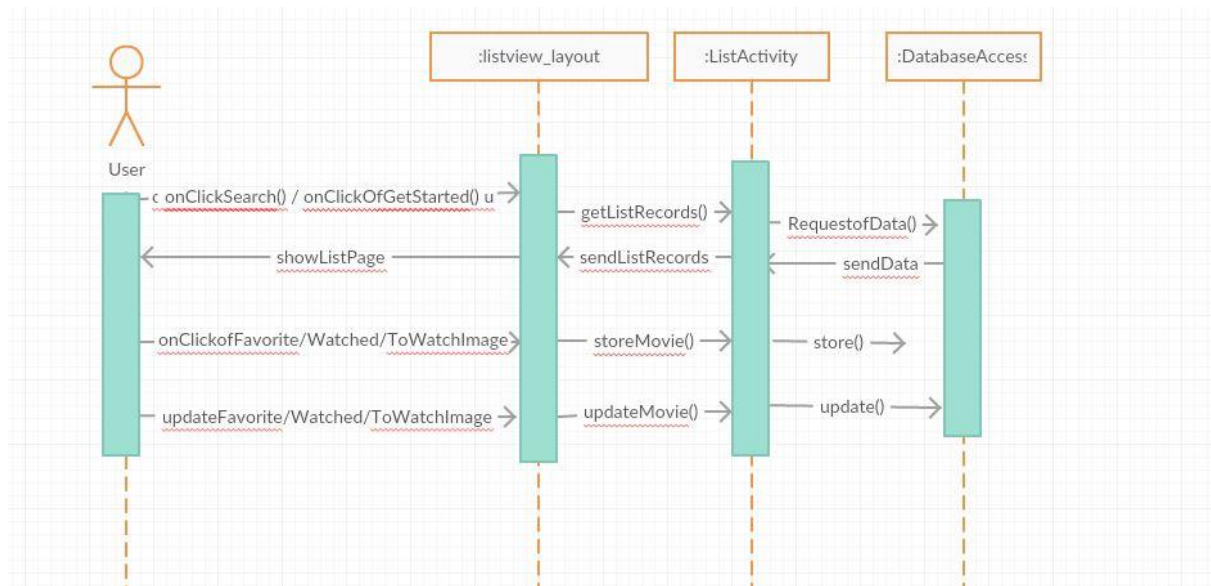 :listview_layout
:ListActivity
:DatabaseAccess
User
c onClickSearch() / onClickOfGetStarted() u
getListRecords()
RequestofData()
showListPage
sendListRecords
sendData
onClickofFavorite/Watched/ToWatchImage
storeMovie()
store()
updateFavorite/Watched/ToWatchImage
updateMovie()
update()